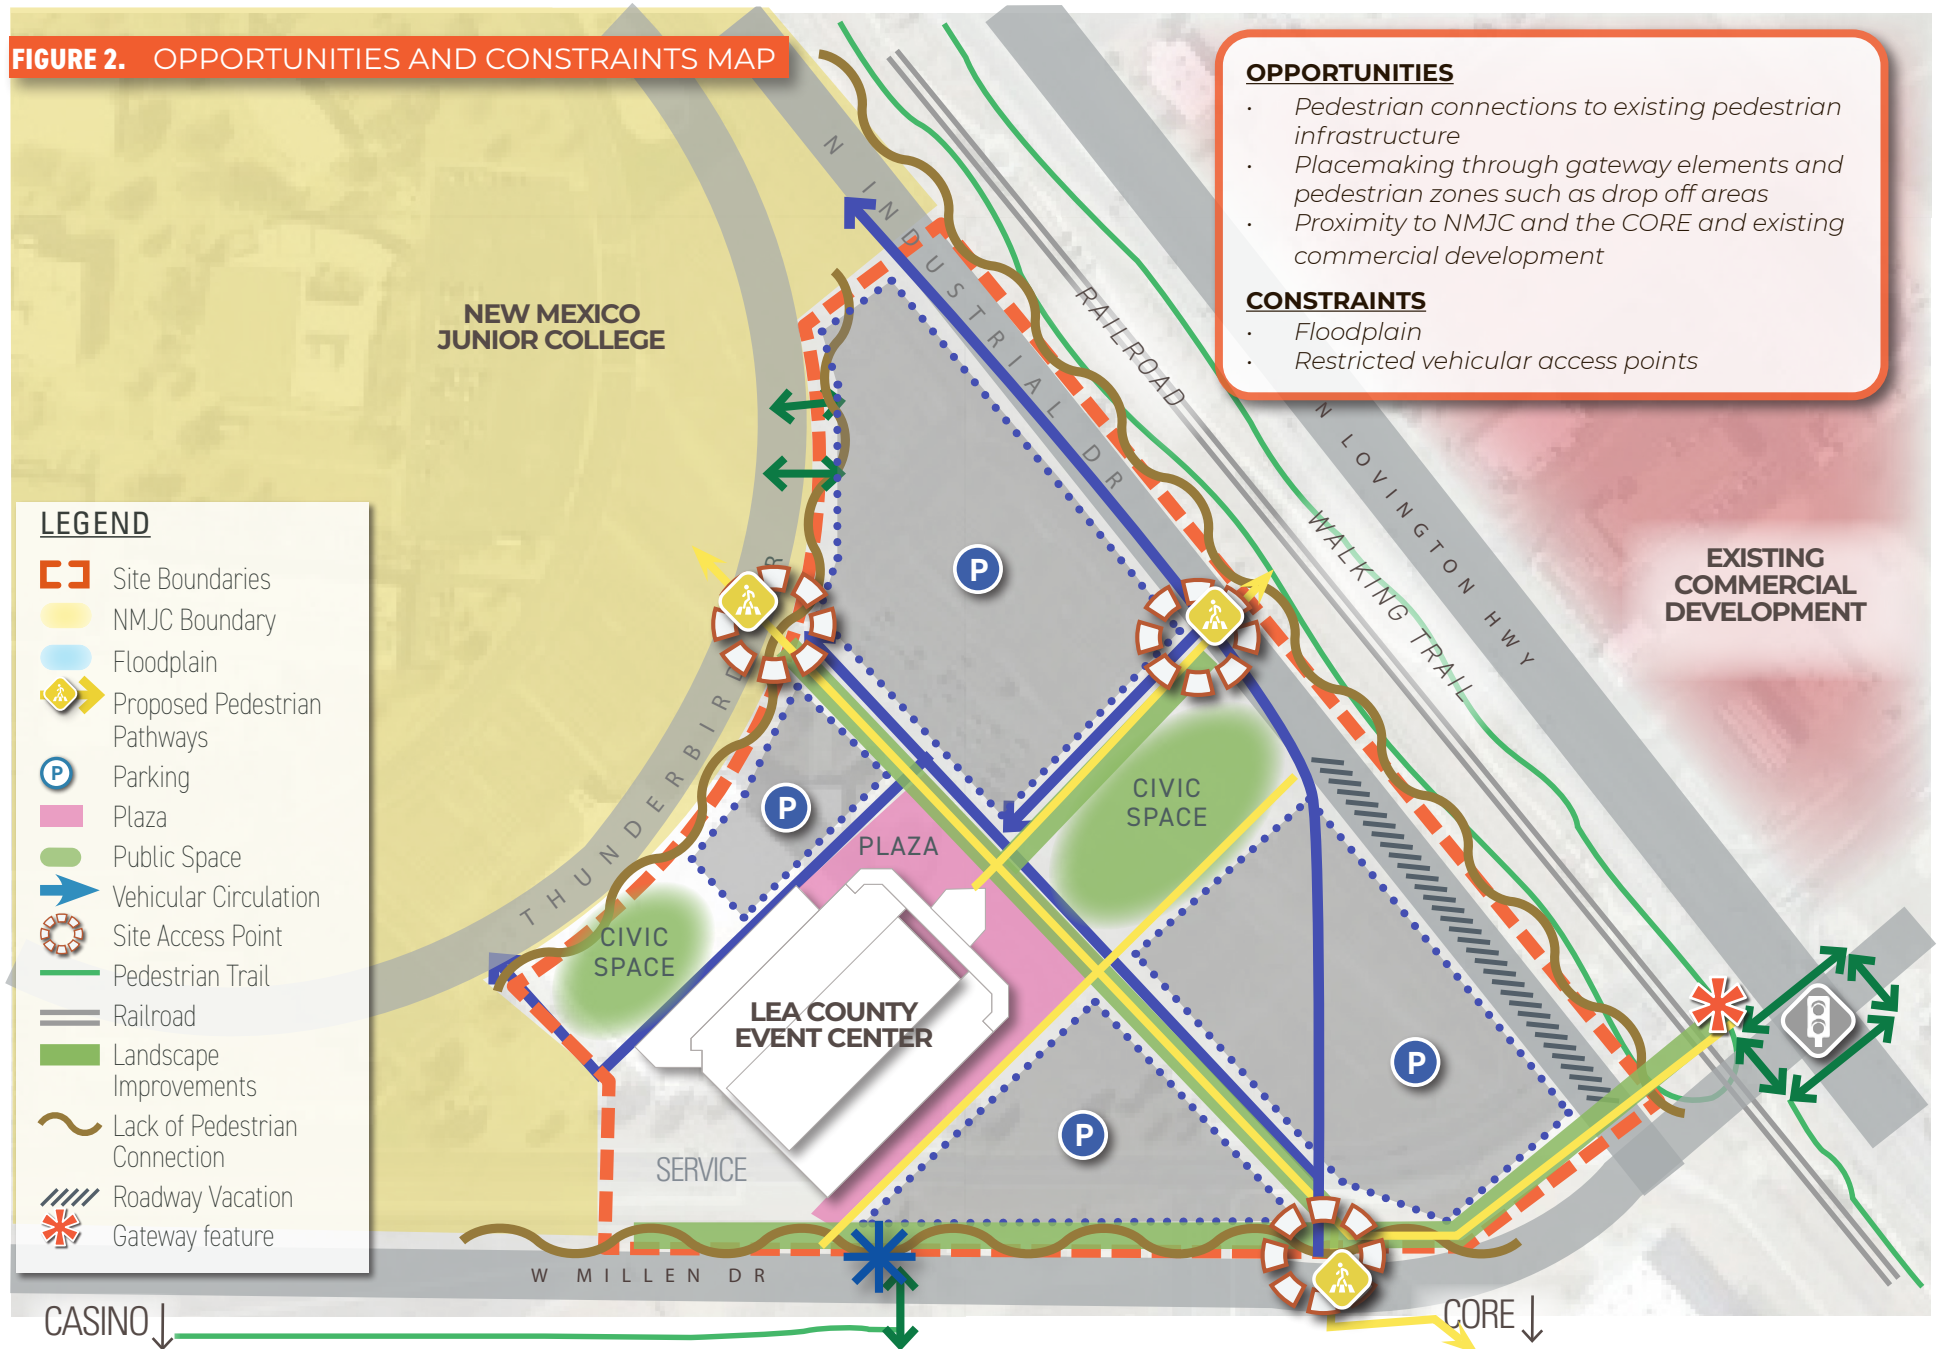 FIGURE 2. OPPORTUNITIES AND CONSTRAINTS MAP
OPPORTUNITIES
· Pedestrian connections to existing pedestrian
infrastructure
· Placemaking through gateway elements and
pedestrian zones such as drop off areas
· Proximity to NMJC and the CORE and existing
commercial development
CONSTRAINTS
· Floodplain
· Restricted vehicular access points
NEW MEXICO
JUNIOR COLLEGE
N INDUSTRIAL DR
RAILROAD
N LOVINGTON HWY
WALKING TRAIL
EXISTING
COMMERCIAL
DEVELOPMENT
LEGEND
Site Boundaries
NMJC Boundary
Floodplain
Proposed Pedestrian
Pathways
P
Parking
Plaza
Public Space
Vehicular Circulation
Site Access Point
Pedestrian Trail
Railroad
Landscape
Improvements
Lack of Pedestrian
Connection
Roadway Vacation
Gateway feature
P
THUNDERBIRD DR
P
CIVIC
SPACE
PLAZA
CIVIC
SPACE
LEA COUNTY
EVENT CENTER
P
P
SERVICE
W MILLEN DR
CASINO
CORE